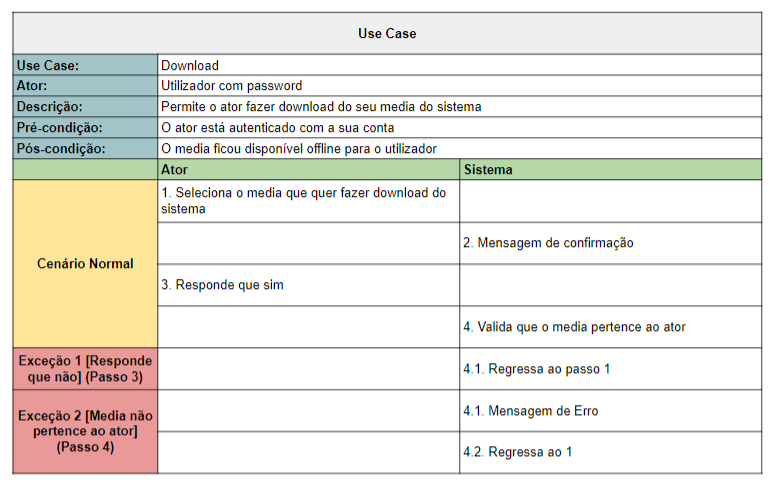 Use Case
Use Case: Download
Ator: Utilizador com password
Descrição: Permite o ator fazer download do seu media do sistema
Pré-condição: O ator está autenticado com a sua conta
Pós-condição: O media ficou disponível offline para o utilizador
Ator Sistema
Cenário Normal
1. Seleciona o media que quer fazer download do
sistema
2. Mensagem de confirmação
3. Responde que sim
4. Valida que o media pertence ao ator
Exceção 1 [Responde
que não] (Passo 3)
4.1. Regressa ao passo 1
Exceção 2 [Media não
pertence ao ator]
(Passo 4)
4.1. Mensagem de Erro
4.2. Regressa ao 1